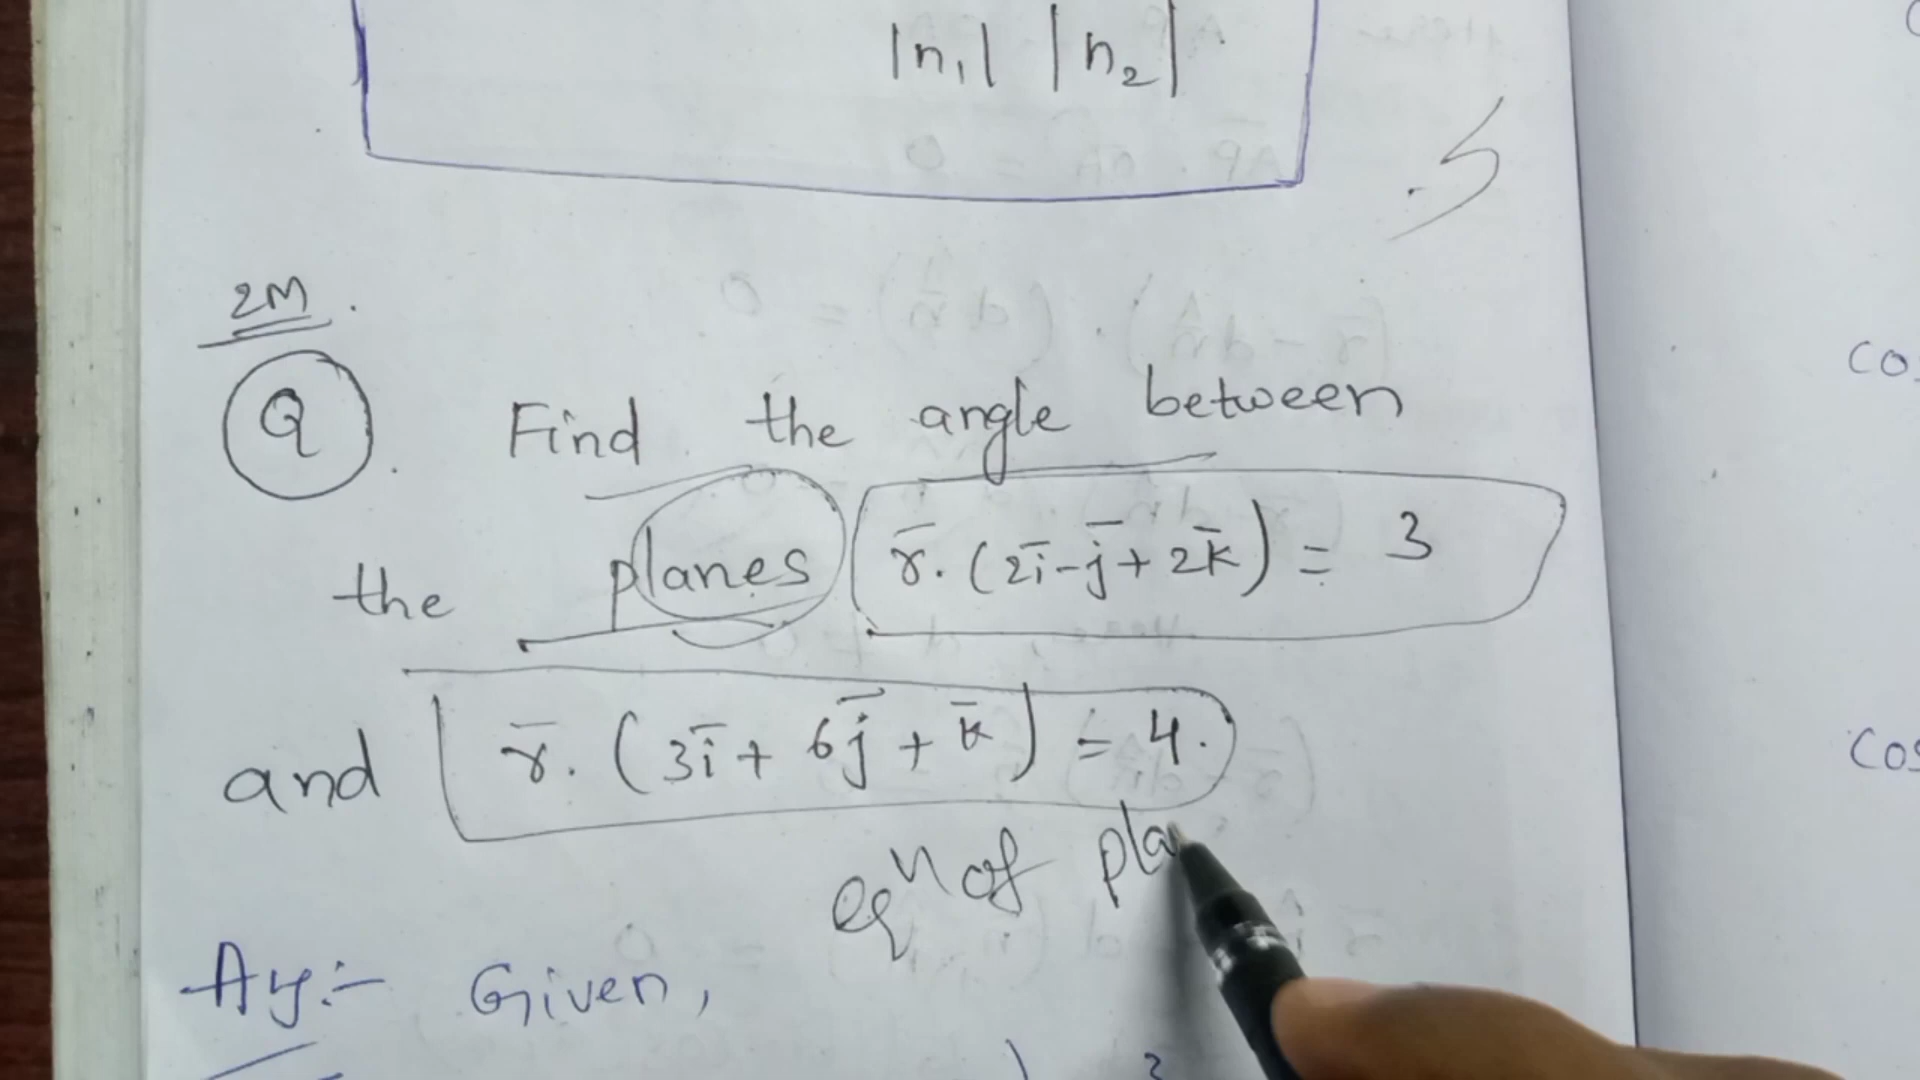 |n₁| |n₂|
2M.
Q. Find the angle between
the planes r̄.(2ī-j̄+2k̄) = 3
and r̄.(3ī+6j̄+k̄) = 4.
eqⁿ of pla
Given,